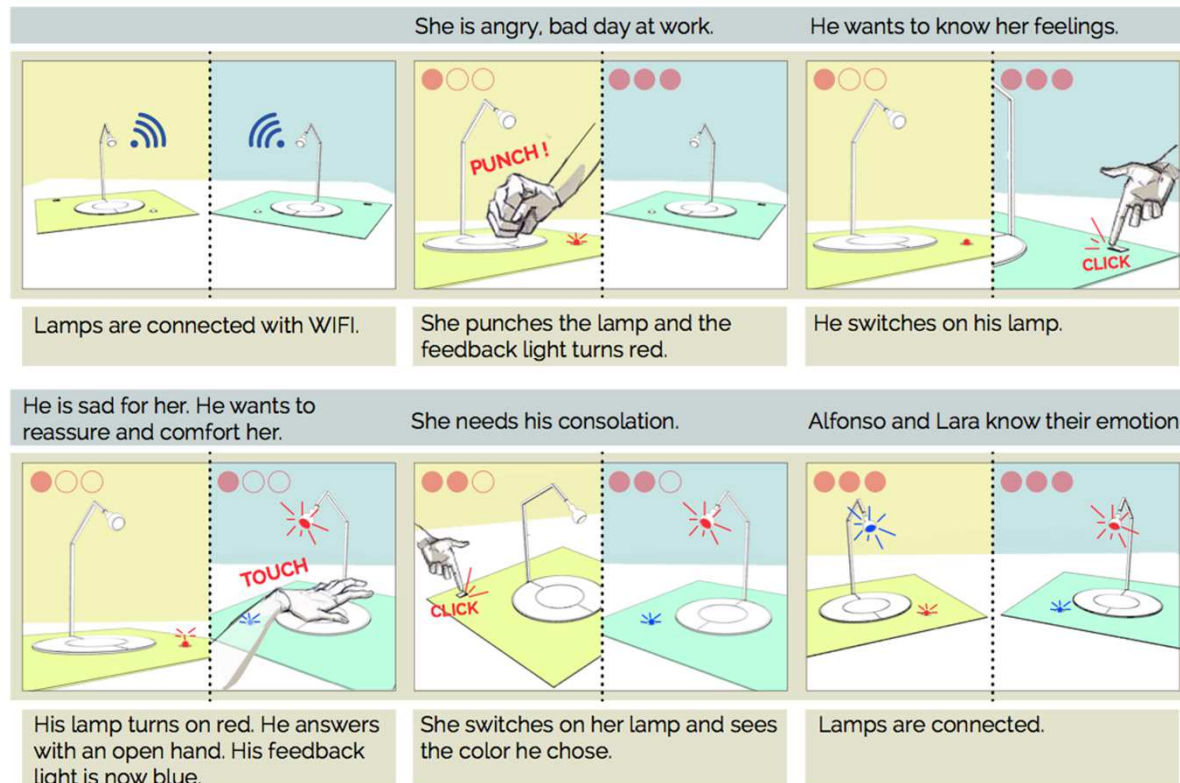 She is angry, bad day at work.
He wants to know her feelings.
PUNCH !
CLICK
Lamps are connected with WIFI.
She punches the lamp and the
feedback light turns red.
He switches on his lamp.
He is sad for her. He wants to
reassure and comfort her.
She needs his consolation.
Alfonso and Lara know their emotion
TOUCH
CLICK
His lamp turns on red. He answers
with an open hand. His feedback
light is now blue.
She switches on her lamp and sees
the color he chose.
Lamps are connected.